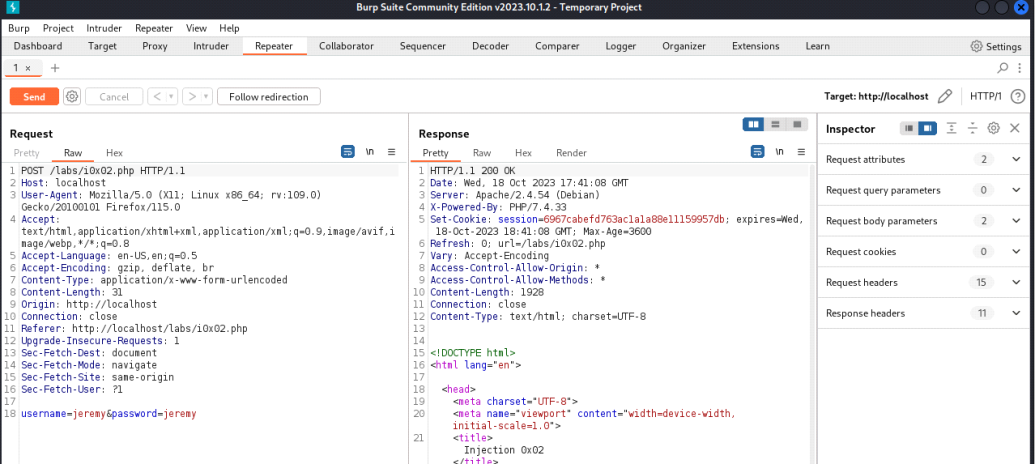 Burp Suite Community Edition v2023.10.1.2 - Temporary Project
Burp Project Intruder Repeater View Help
Dashboard Target Proxy Intruder Repeater Collaborator Sequencer Decoder Comparer Logger Organizer Extensions Learn Settings
1 × +
Send Cancel < > Follow redirection Target: http://localhost HTTP/1 ?
Request
Pretty Raw Hex \n
1 POST /labs/i0x02.php HTTP/1.1
2 Host: localhost
3 User-Agent: Mozilla/5.0 (X11; Linux x86_64; rv:109.0)
Gecko/20100101 Firefox/115.0
4 Accept:
text/html,application/xhtml+xml,application/xml;q=0.9,image/avif,i
mage/webp,*/*;q=0.8
5 Accept-Language: en-US,en;q=0.5
6 Accept-Encoding: gzip, deflate, br
7 Content-Type: application/x-www-form-urlencoded
8 Content-Length: 31
9 Origin: http://localhost
10 Connection: close
11 Referer: http://localhost/labs/i0x02.php
12 Upgrade-Insecure-Requests: 1
13 Sec-Fetch-Dest: document
14 Sec-Fetch-Mode: navigate
15 Sec-Fetch-Site: same-origin
16 Sec-Fetch-User: ?1
17
18 username=jeremy&password=jeremy
Response
Pretty Raw Hex Render \n
1 HTTP/1.1 200 OK
2 Date: Wed, 18 Oct 2023 17:41:08 GMT
3 Server: Apache/2.4.54 (Debian)
4 X-Powered-By: PHP/7.4.33
5 Set-Cookie: session=6967cabefd763ac1a1a88e11159957db; expires=Wed,
18-Oct-2023 18:41:08 GMT; Max-Age=3600
6 Refresh: 0; url=/labs/i0x02.php
7 Vary: Accept-Encoding
8 Access-Control-Allow-Origin: *
9 Access-Control-Allow-Methods: *
10 Content-Length: 1928
11 Connection: close
12 Content-Type: text/html; charset=UTF-8
13
14
15 <!DOCTYPE html>
16 <html lang="en">
17
18 <head>
19 <meta charset="UTF-8">
20 <meta name="viewport" content="width=device-width,
initial-scale=1.0">
21 <title>
Injection 0x02
</title>
Inspector
Request attributes 2
Request query parameters 0
Request body parameters 2
Request cookies 0
Request headers 15
Response headers 11